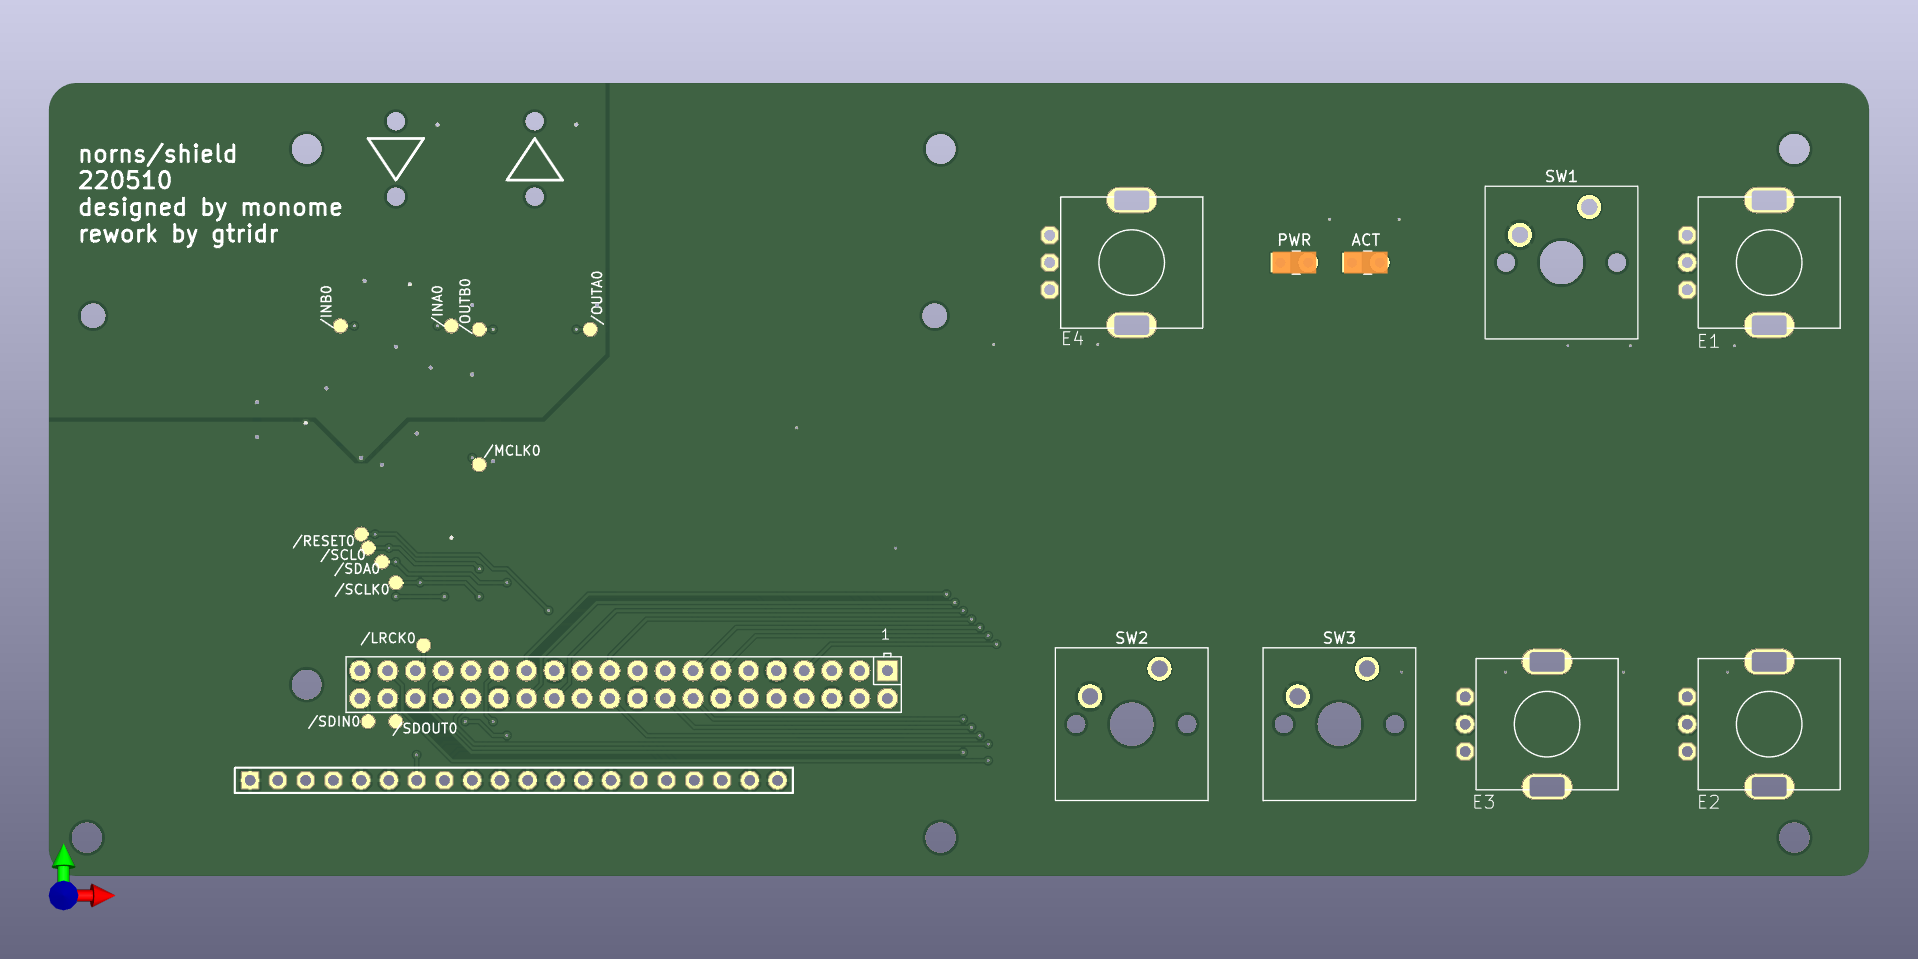 norns/shield
220510
designed by monome
rework by gtridr
SW1
PWR
ACT
/INB0
/INA0
/OUTB0
/OUTA0
E4
E1
/MCLK0
/RESET0
/SCL0
/SDA0
/SCLK0
/LRCK0
1
SW2
SW3
/SDIN0
/SDOUT0
E3
E2